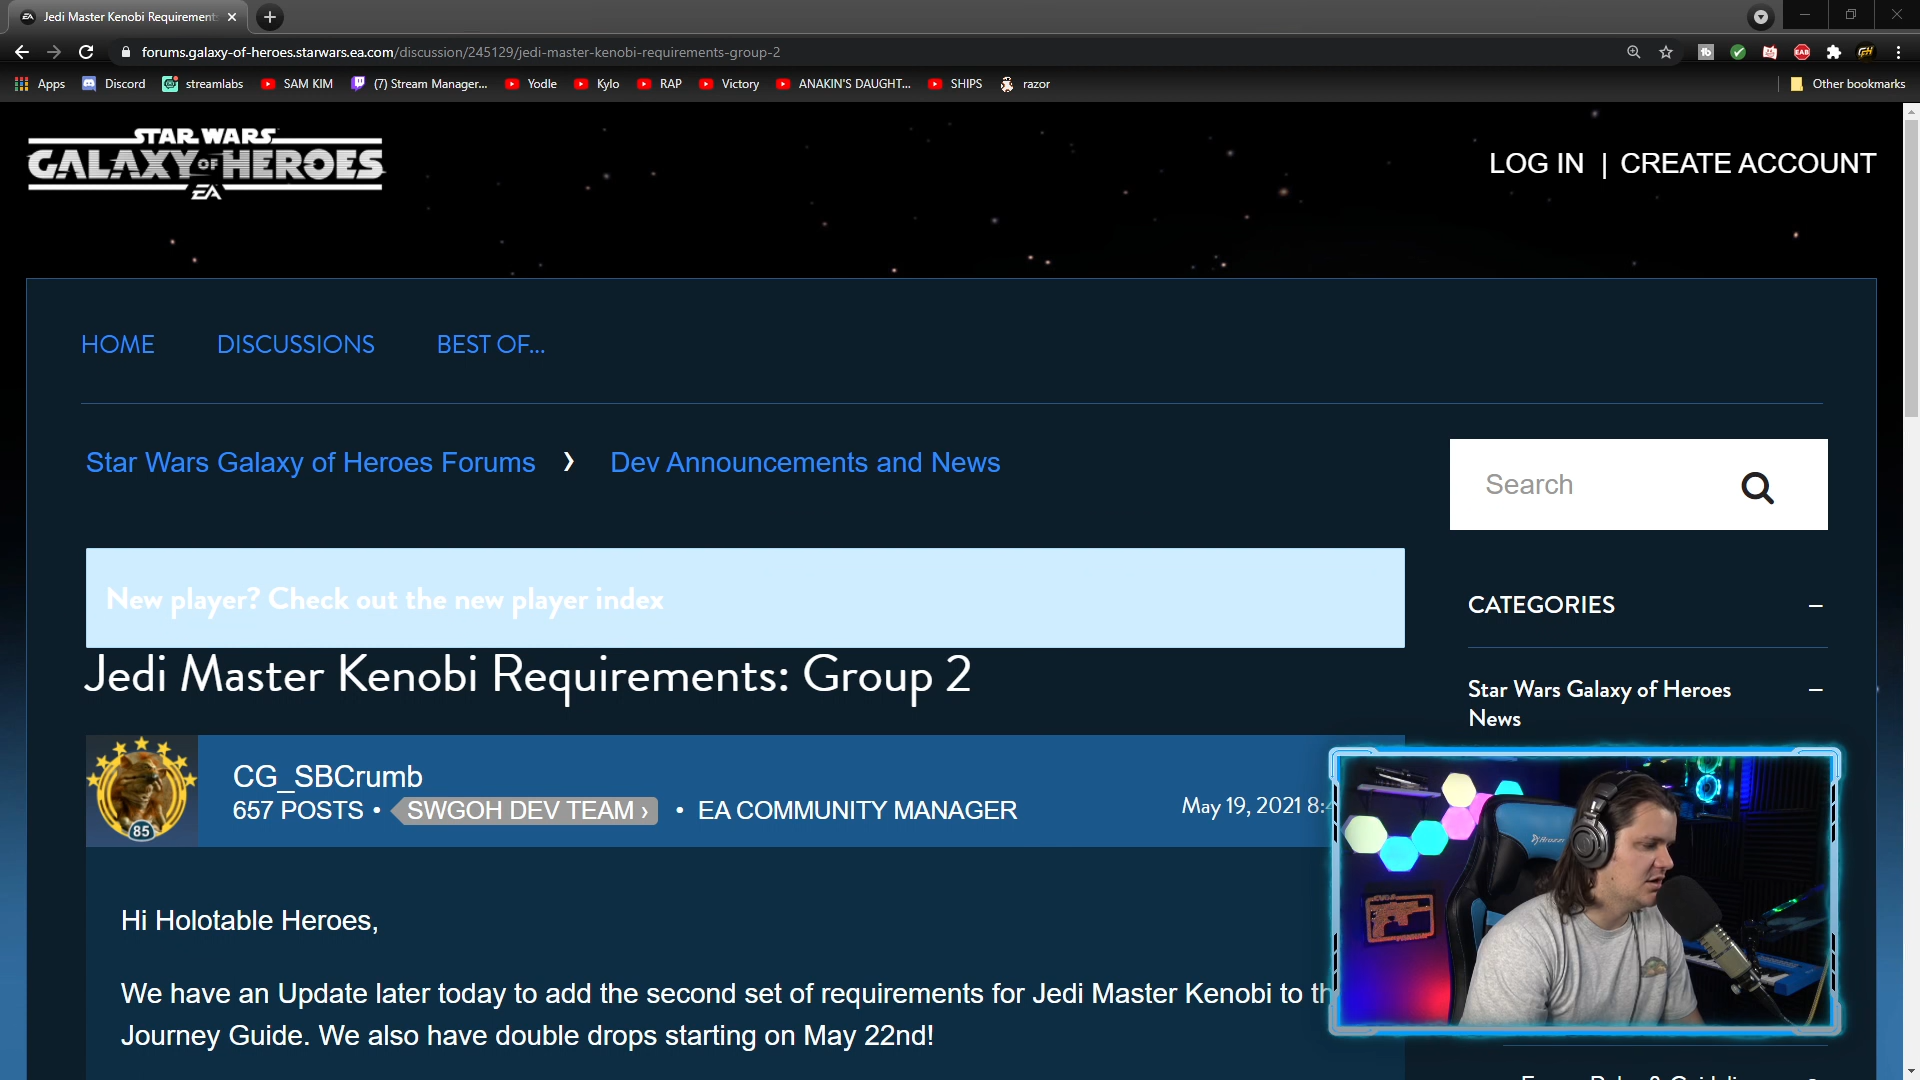 Jedi Master Kenobi Requirement
forums.galaxy-of-heroes.starwars.ea.com/discussion/245129/jedi-master-kenobi-requirements-group-2
Apps Discord streamlabs SAM KIM (7) Stream Manager... Yodle Kylo RAP Victory ANAKIN'S DAUGHT... SHIPS razor Other bookmarks
STAR WARS
GALAXY OF HEROES
EA
LOG IN | CREATE ACCOUNT
HOME DISCUSSIONS BEST OF...
Star Wars Galaxy of Heroes Forums › Dev Announcements and News
Search
New player? Check out the new player index
CATEGORIES
Jedi Master Kenobi Requirements: Group 2
Star Wars Galaxy of Heroes
News
CG_SBCrumb
657 POSTS • SWGOH DEV TEAM › • EA COMMUNITY MANAGER
May 19, 2021 8:
85
Hi Holotable Heroes,
We have an Update later today to add the second set of requirements for Jedi Master Kenobi to th
Journey Guide. We also have double drops starting on May 22nd!